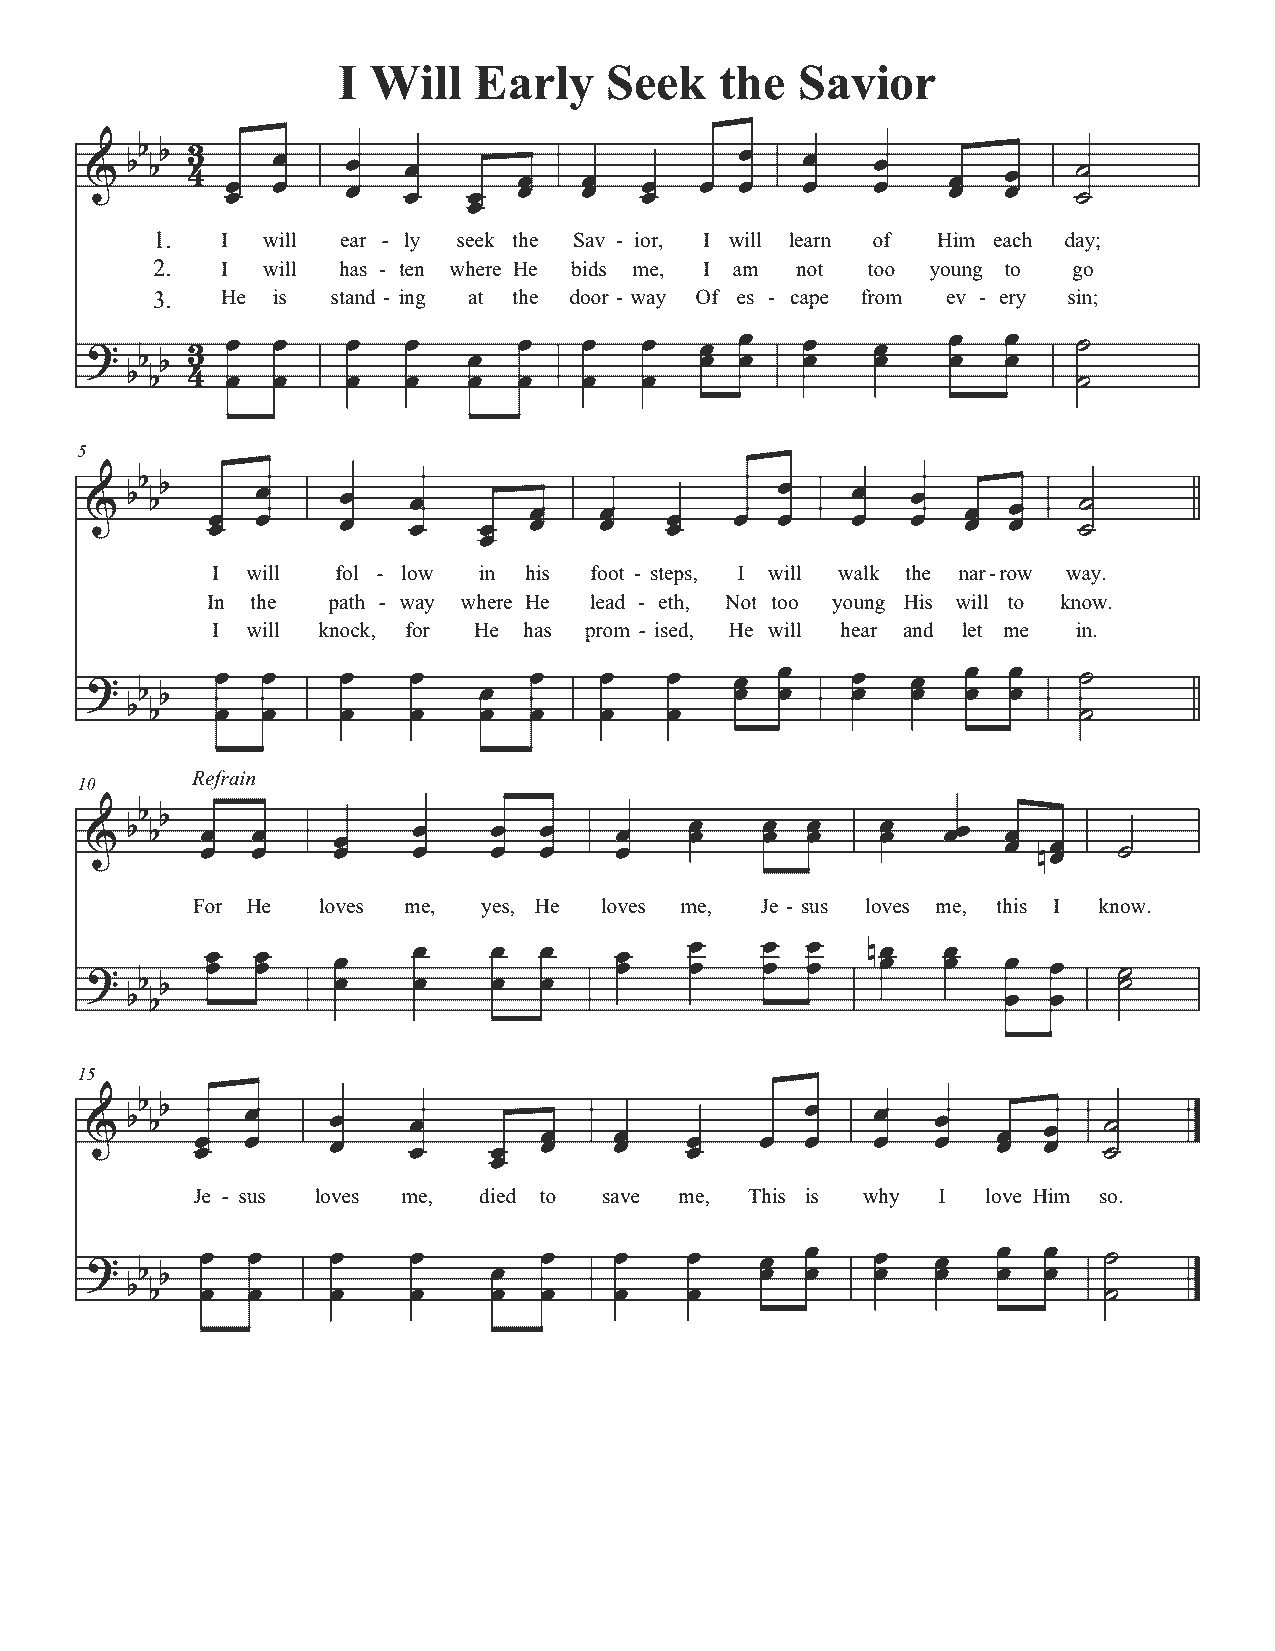 I Will Early Seek the Savior
3
4
1. I will ear - ly seek the Sav - ior, I will learn of Him each day;
2. I will has - ten where He bids me, I am not too young to go
3. He is stand - ing at the door - way Of es - cape from ev - ery sin;
3
4
5
I will fol - low in his foot - steps, I will walk the nar - row way.
In the path - way where He lead - eth, Not too young His will to know.
I will knock, for He has prom - ised, He will hear and let me in.
10 Refrain
For He loves me, yes, He loves me, Je - sus loves me, this I know.
15
Je - sus loves me, died to save me, This is why I love Him so.